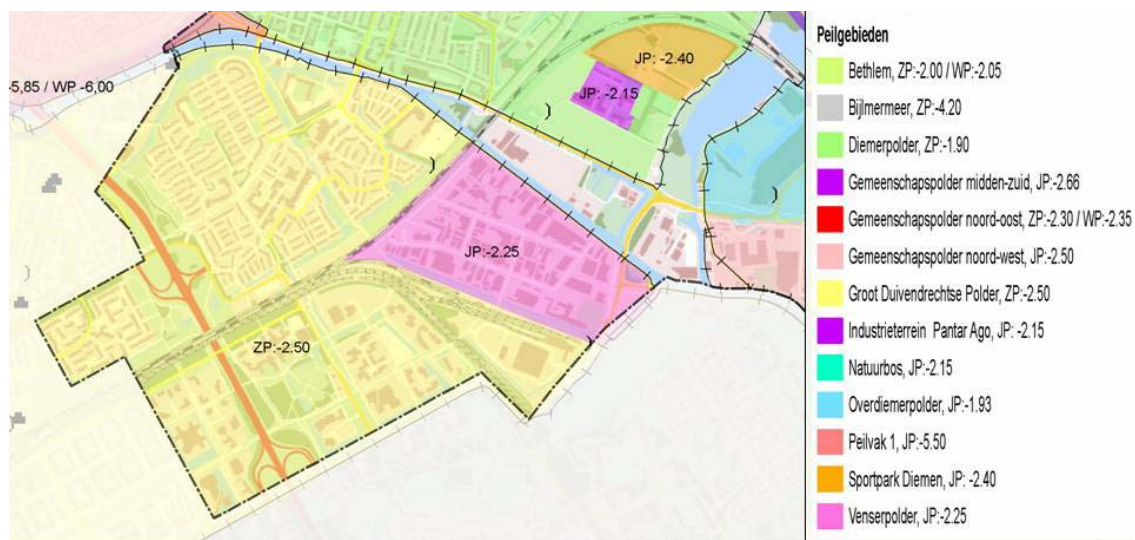 -5,85 / WP -6,00
JP: -2.40
JP: -2.15
JP:-2.25
ZP:-2.50
Peilgebieden
Bethlem, ZP:-2.00 / WP:-2.05
Bijlmermeer, ZP:-4.20
Diemerpolder, ZP:-1.90
Gemeenschapspolder midden-zuid, JP:-2.66
Gemeenschapspolder noord-oost, ZP:-2.30 / WP:-2.35
Gemeenschapspolder noord-west, JP:-2.50
Groot Duivendrechtse Polder, ZP:-2.50
Industrieterrein Pantar Ago, JP: -2.15
Natuurbos, JP:-2.15
Overdiemerpolder, JP:-1.93
Peilvak 1, JP:-5.50
Sportpark Diemen, JP: -2.40
Venserpolder, JP:-2.25